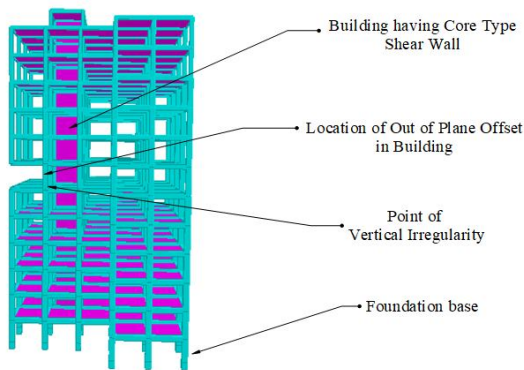 Building having Core Type
Shear Wall
Location of Out of Plane Offset
in Building
Point of
Vertical Irregularity
Foundation base